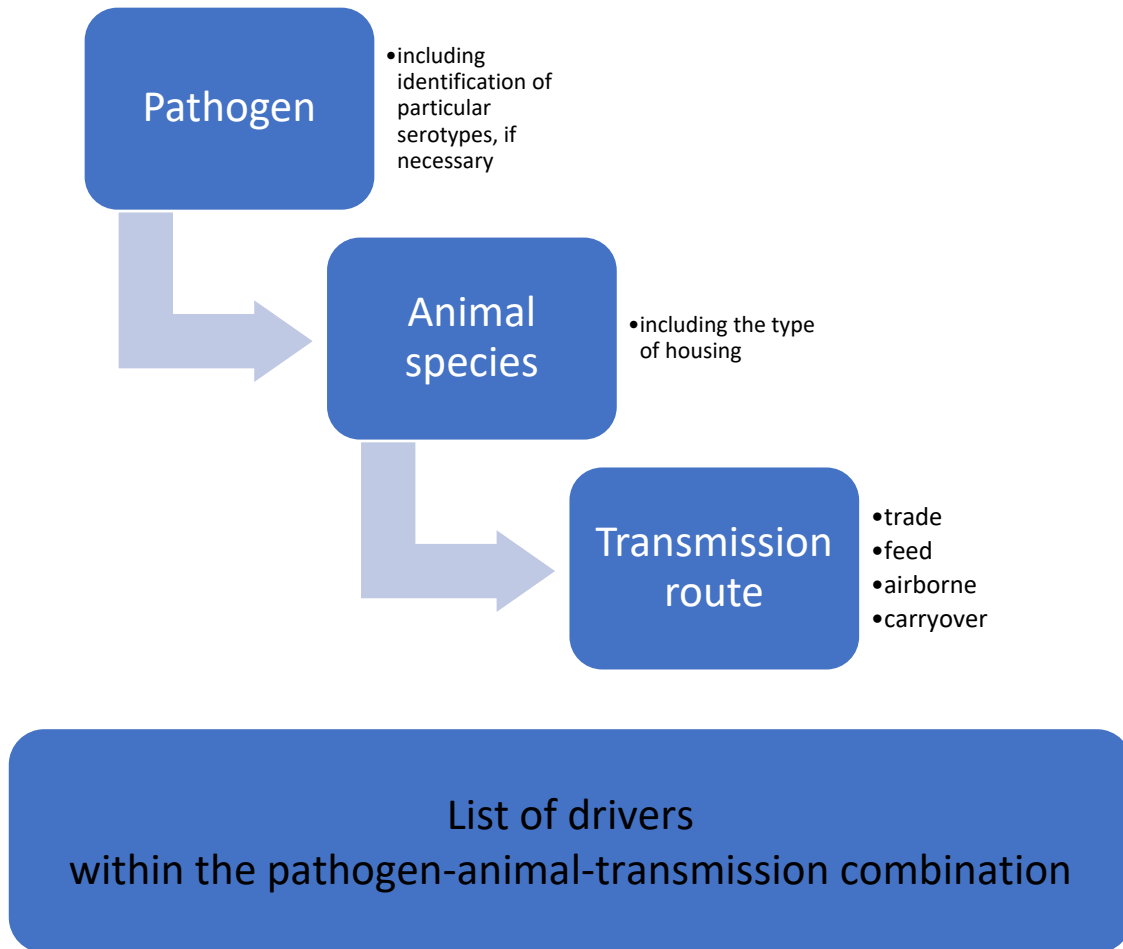 Pathogen
•including
identification of
particular
serotypes, if
necessary
Animal
species
•including the type
of housing
Transmission
route
•trade
•feed
•airborne
•carryover
List of drivers
within the pathogen-animal-transmission combination